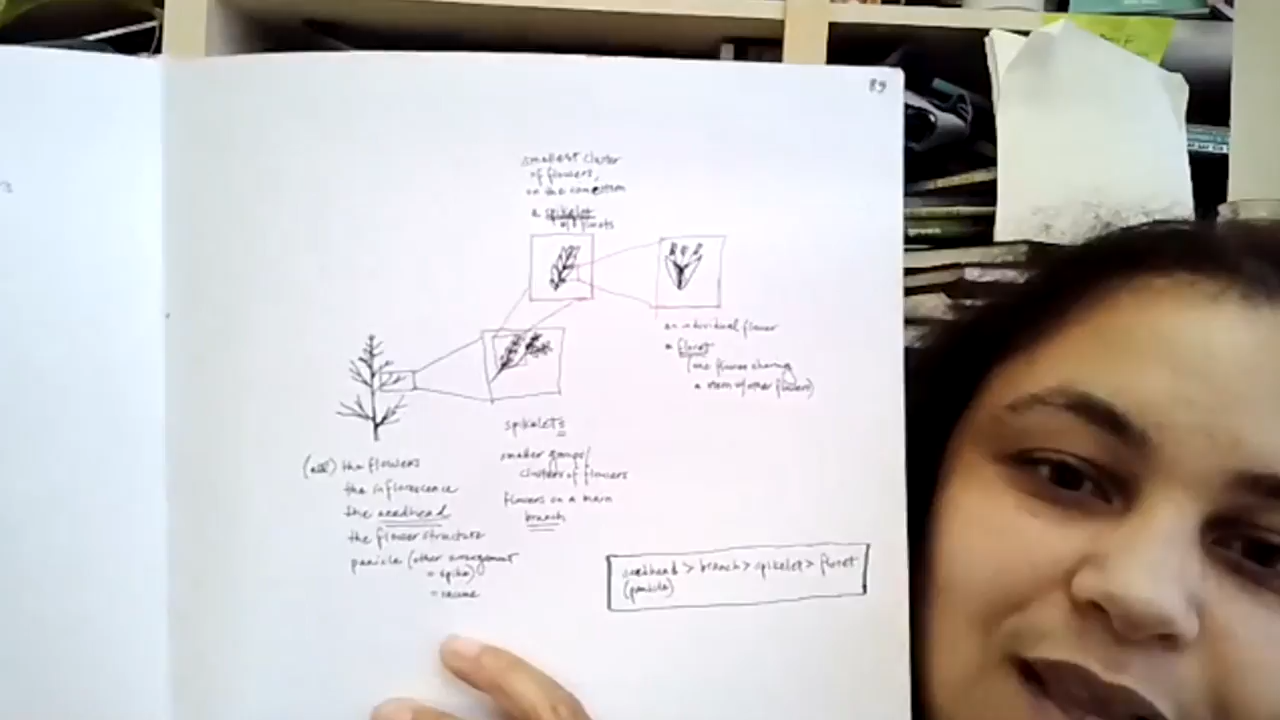 89
smallest cluster
of flowers,
on the same stem
a spikelet
w/ florets
an individual flower
a floret
(one flower sharing
a stem w/ other flowers)
spikelets
smaller groups/
clusters of flowers
flowers on a main
branch
(all) the flowers
the inflorescence
the seedhead
the flower structure
panicle (other arrangement
= spike)
= raceme
seedhead > branch > spikelet > floret
(panicle)